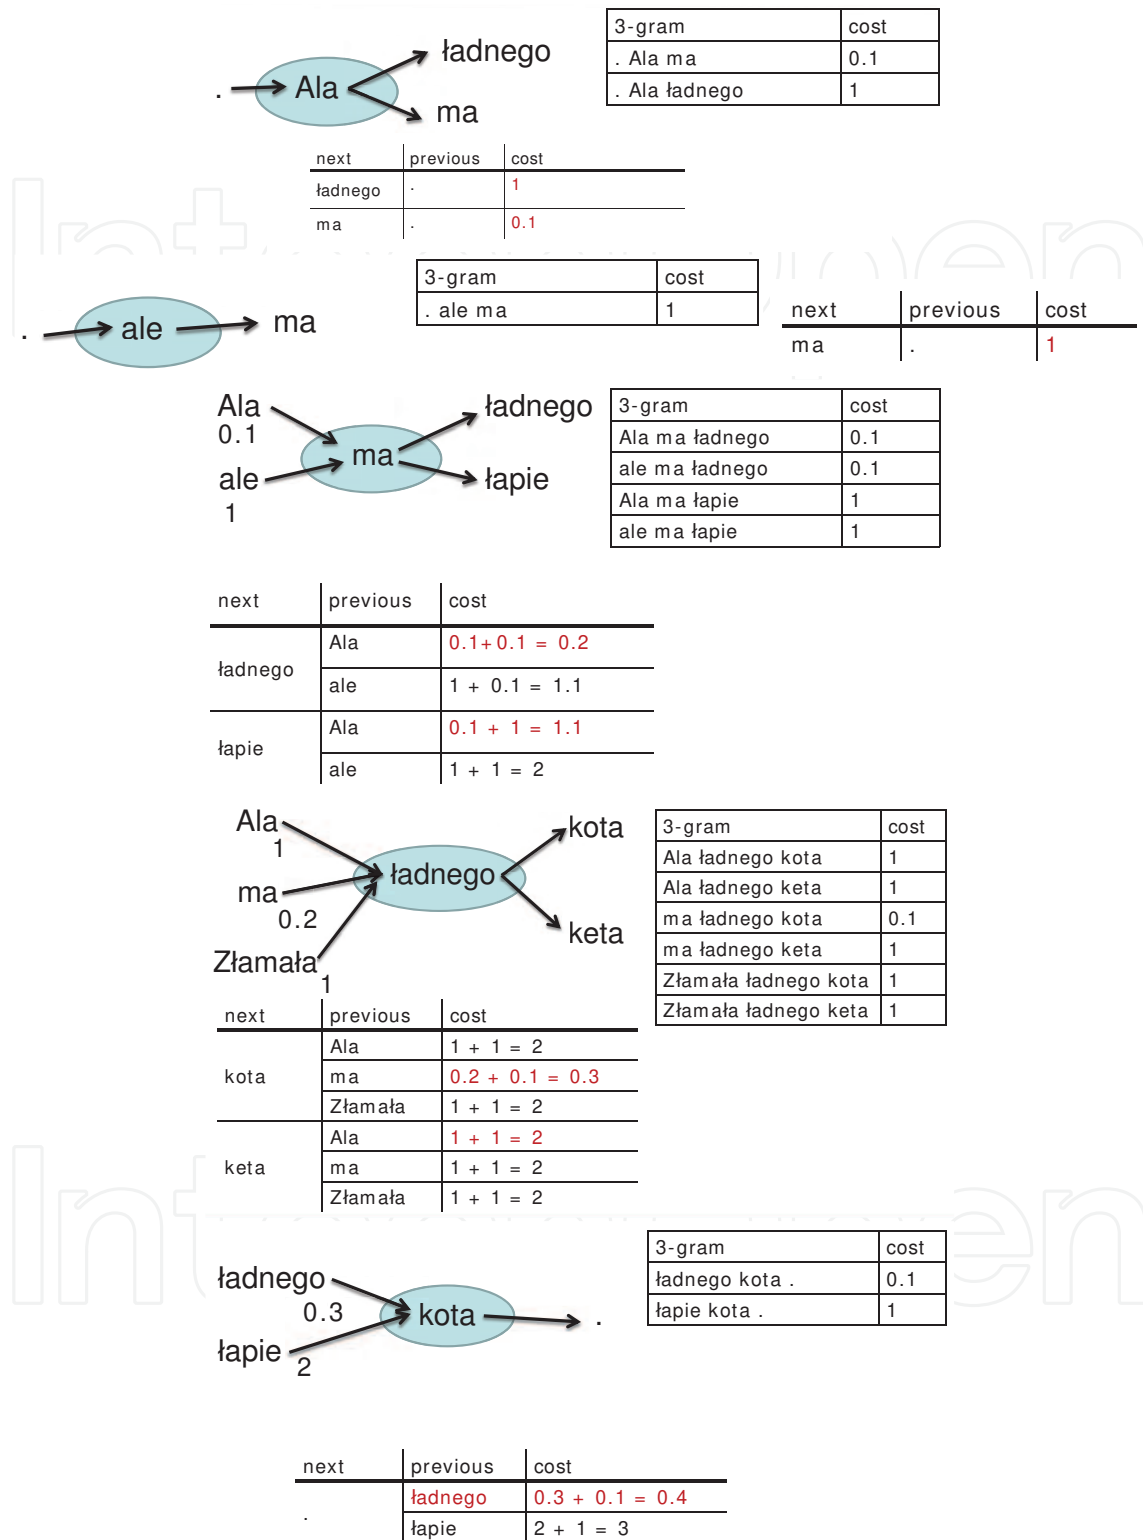 3-gram cost
. Ala ma 0.1
. Ala ładnego 1
. Ala ładnego
ma
next previous cost
ładnego . 1
ma . 0.1
3-gram cost
. ale ma 1
. ale ma
next previous cost
ma . 1
Ala ładnego
0.1
ma
ale łapie
1
3-gram cost
Ala ma ładnego 0.1
ale ma ładnego 0.1
Ala ma łapie 1
ale ma łapie 1
next previous cost
ładnego Ala 0.1+0.1 = 0.2
ale 1 + 0.1 = 1.1
łapie Ala 0.1 + 1 = 1.1
ale 1 + 1 = 2
Ala kota
1
ładnego
ma
0.2 keta
Złamała
1
3-gram cost
Ala ładnego kota 1
Ala ładnego keta 1
ma ładnego kota 0.1
ma ładnego keta 1
Złamała ładnego kota 1
Złamała ładnego keta 1
next previous cost
kota Ala 1 + 1 = 2
ma 0.2 + 0.1 = 0.3
Złamała 1 + 1 = 2
keta Ala 1 + 1 = 2
ma 1 + 1 = 2
Złamała 1 + 1 = 2
3-gram cost
ładnego kota . 0.1
łapie kota . 1
ładnego
0.3 kota .
łapie
2
next previous cost
. ładnego 0.3 + 0.1 = 0.4
łapie 2 + 1 = 3